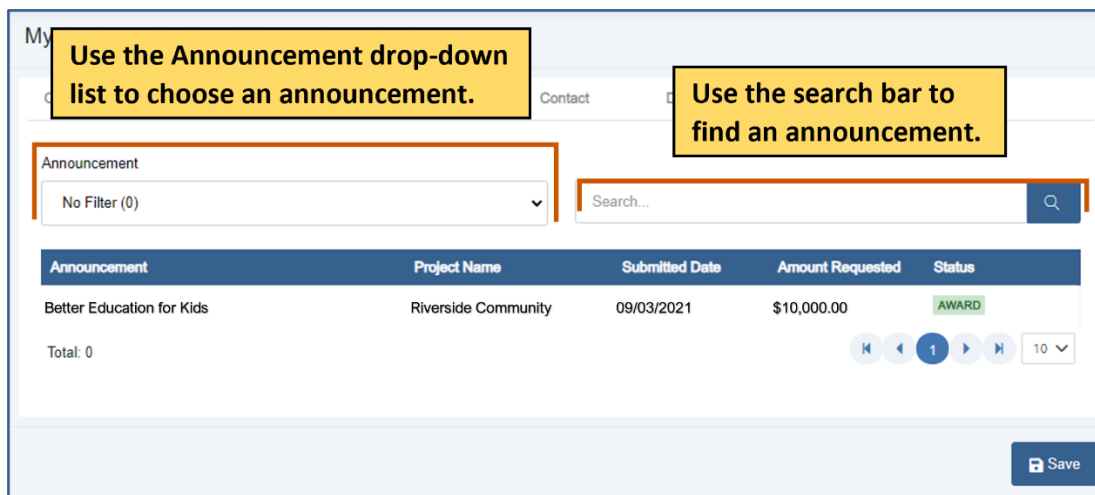 My
Use the Announcement drop-down
list to choose an announcement.
Contact
Use the search bar to
find an announcement.
Announcement
No Filter (0)
Search...
Announcement Project Name Submitted Date Amount Requested Status
Better Education for Kids Riverside Community 09/03/2021 $10,000.00 AWARD
Total: 0 1 10
Save